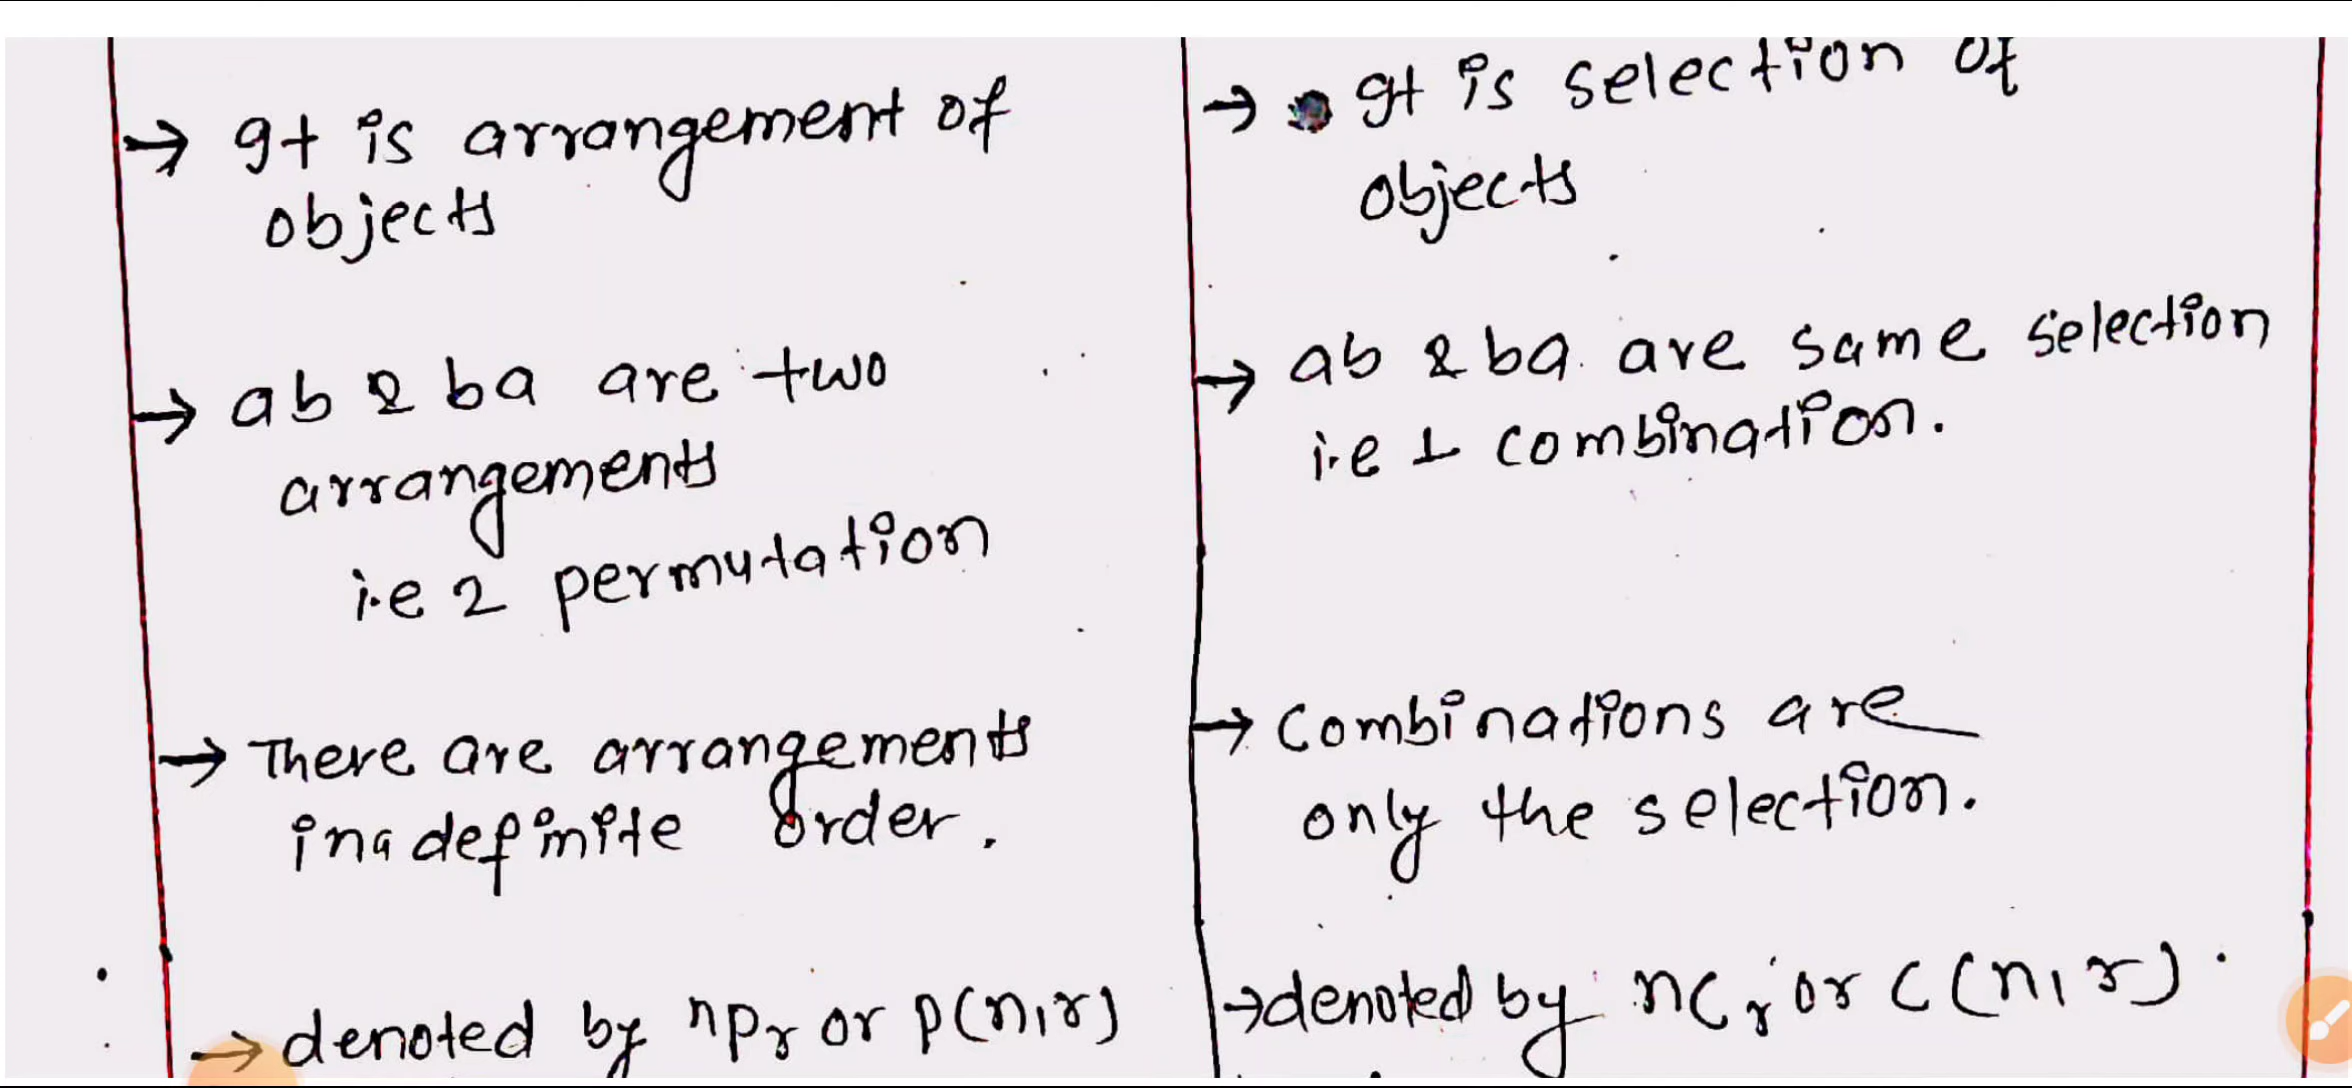 → It is arrangement of
objects
→ ab & ba are two
arrangements
i.e 2 permutation
→ There are arrangements
in a definite order.
→ denoted by nPr or P(n,r)
→ It is selection of
objects
→ ab & ba are same selection
i.e 1 combination.
→ Combinations are
only the selection.
→ denoted by nCr or C(n,r).